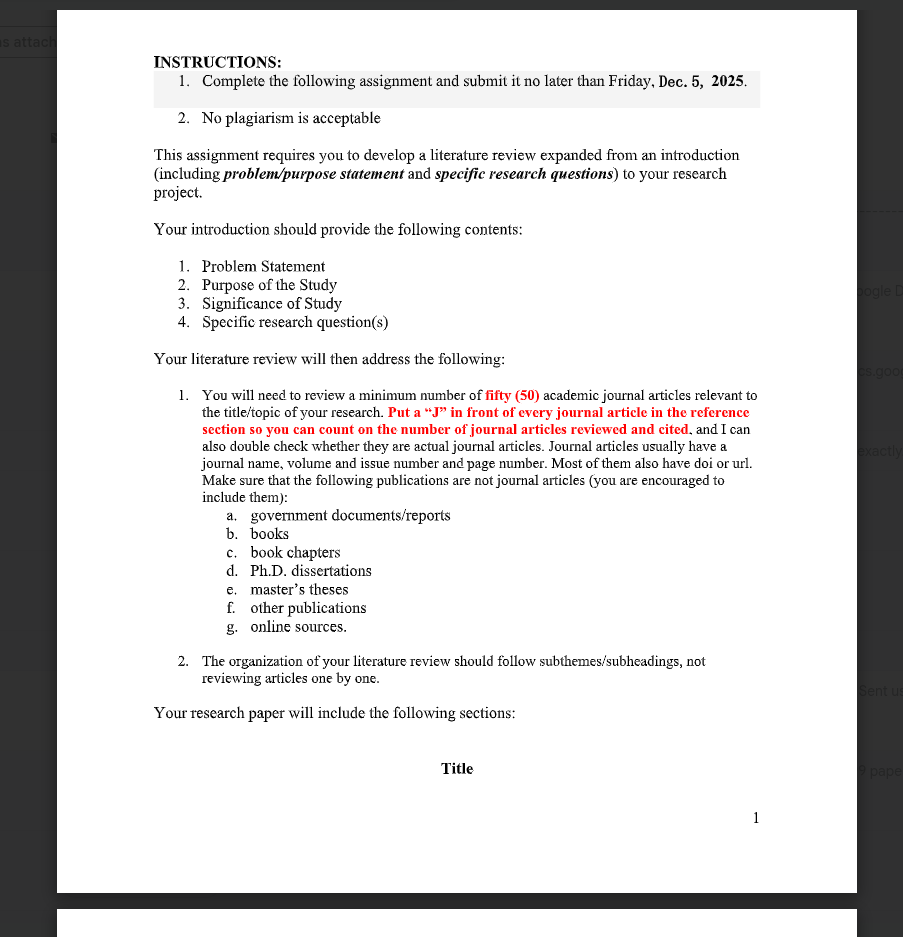 INSTRUCTIONS:
1. Complete the following assignment and submit it no later than Friday, Dec. 5, 2025.
2. No plagiarism is acceptable
This assignment requires you to develop a literature review expanded from an introduction
(including problem/purpose statement and specific research questions) to your research
project.
Your introduction should provide the following contents:
1. Problem Statement
2. Purpose of the Study
3. Significance of Study
4. Specific research question(s)
Your literature review will then address the following:
1. You will need to review a minimum number of fifty (50) academic journal articles relevant to
the title/topic of your research. Put a “J” in front of every journal article in the reference
section so you can count on the number of journal articles reviewed and cited, and I can
also double check whether they are actual journal articles. Journal articles usually have a
journal name, volume and issue number and page number. Most of them also have doi or url.
Make sure that the following publications are not journal articles (you are encouraged to
include them):
a. government documents/reports
b. books
c. book chapters
d. Ph.D. dissertations
e. master’s theses
f. other publications
g. online sources.
2. The organization of your literature review should follow subthemes/subheadings, not
reviewing articles one by one.
Your research paper will include the following sections:
Title
1